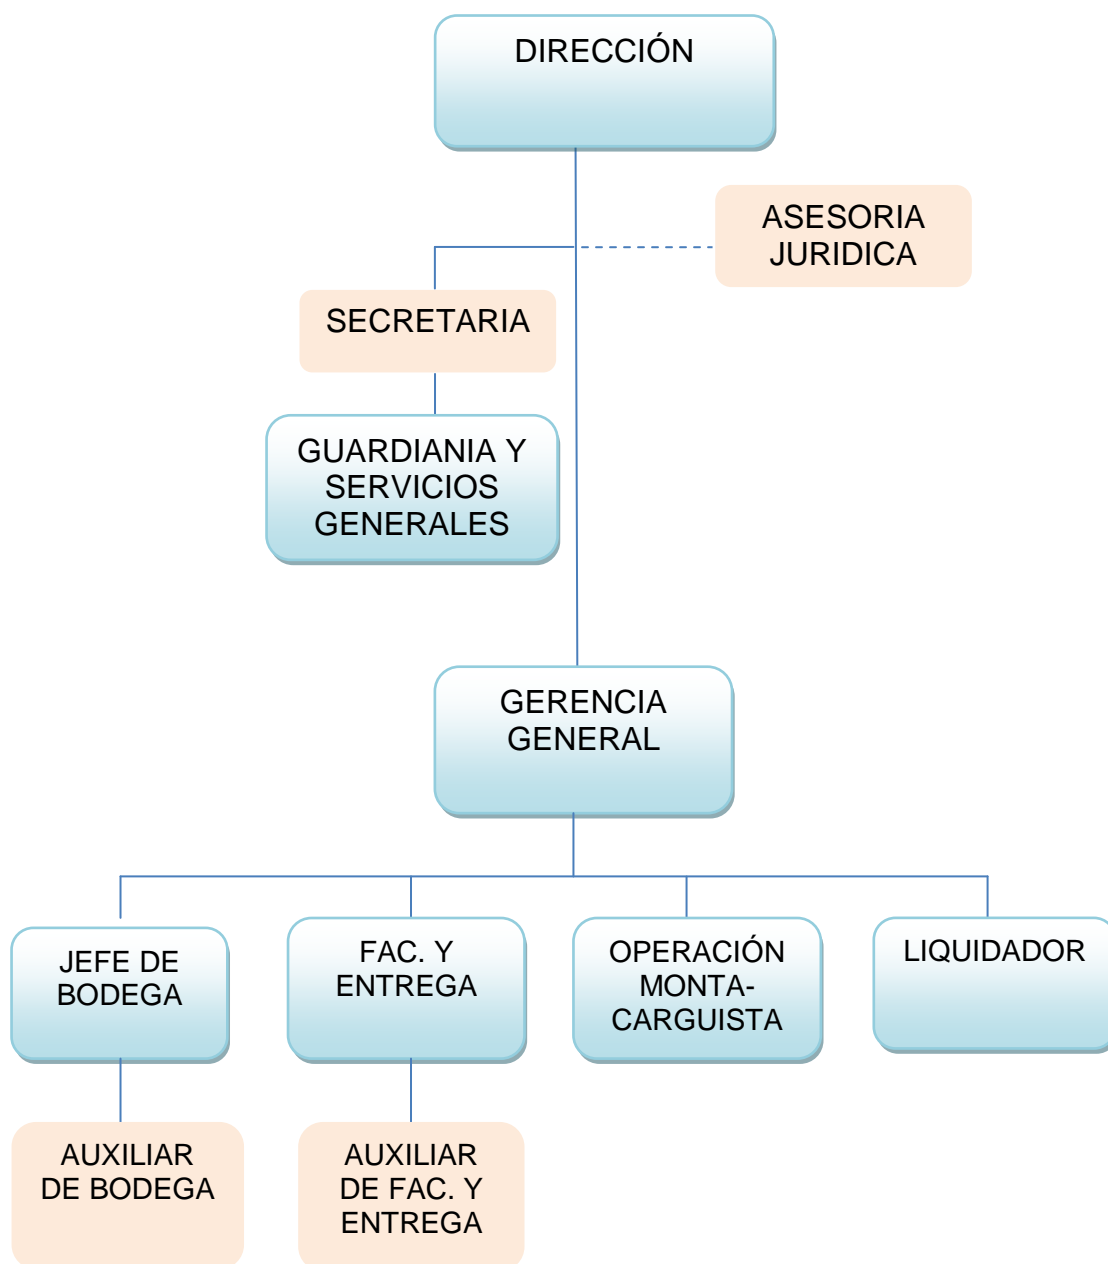 DIRECCIÓN
ASESORIA
JURIDICA
SECRETARIA
GUARDIANIA Y
SERVICIOS
GENERALES
GERENCIA
GENERAL
JEFE DE
BODEGA
FAC. Y
ENTREGA
OPERACIÓN
MONTA-
CARGUISTA
LIQUIDADOR
AUXILIAR
DE BODEGA
AUXILIAR
DE FAC. Y
ENTREGA